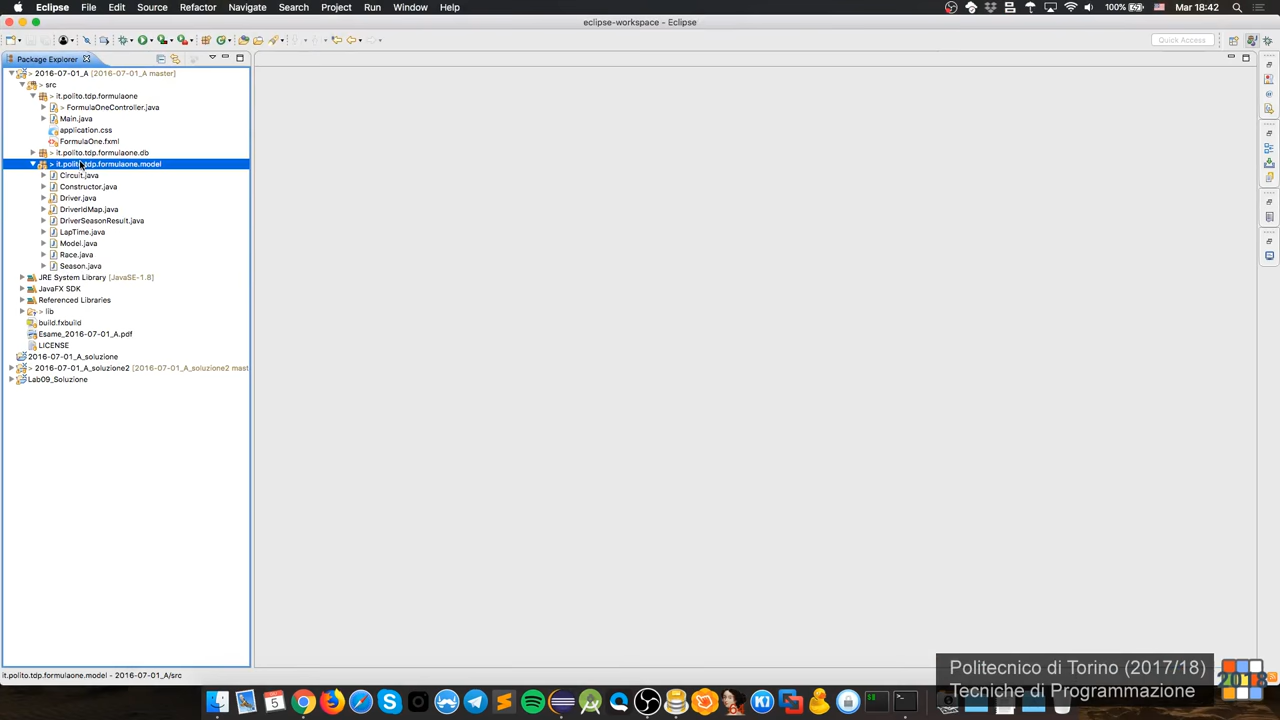 Eclipse File Edit Source Refactor Navigate Search Project Run Window Help 100% Mar 18:42
eclipse-workspace - Eclipse
Quick Access
Package Explorer
> 2016-07-01_A [2016-07-01_A master]
> src
> it.polito.tdp.formulaone
> FormulaOneController.java
Main.java
application.css
FormulaOne.fxml
> it.polito.tdp.formulaone.db
> it.polito.tdp.formulaone.model
Circuit.java
Constructor.java
Driver.java
DriverIdMap.java
DriverSeasonResult.java
LapTime.java
Model.java
Race.java
Season.java
JRE System Library [JavaSE-1.8]
JavaFX SDK
Referenced Libraries
> lib
build.fxbuild
Esame_2016-07-01_A.pdf
LICENSE
2016-07-01_A_soluzione
> 2016-07-01_A_soluzione2 [2016-07-01_A_soluzione2 mast
Lab09_Soluzione
it.polito.tdp.formulaone.model - 2016-07-01_A/src
Politecnico di Torino (2017/18)
Tecniche di Programmazione
2018